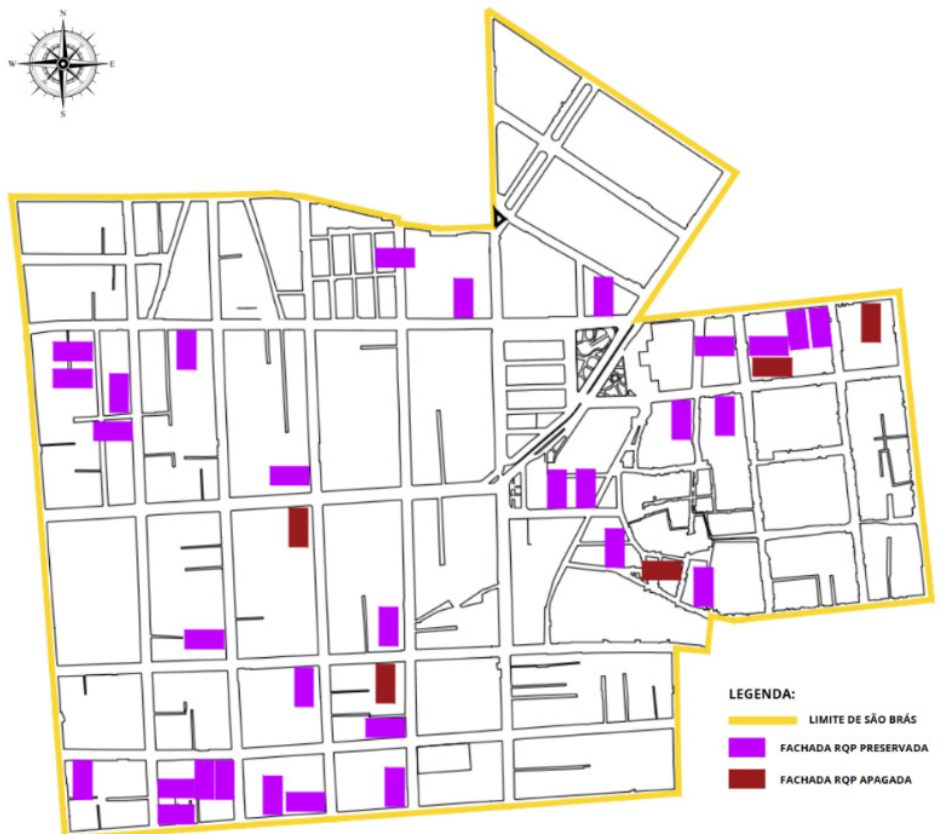 N
W
E
S
LEGENDA:
LIMITE DE SÃO BRÁS
FACHADA RQP PRESERVADA
FACHADA RQP APAGADA